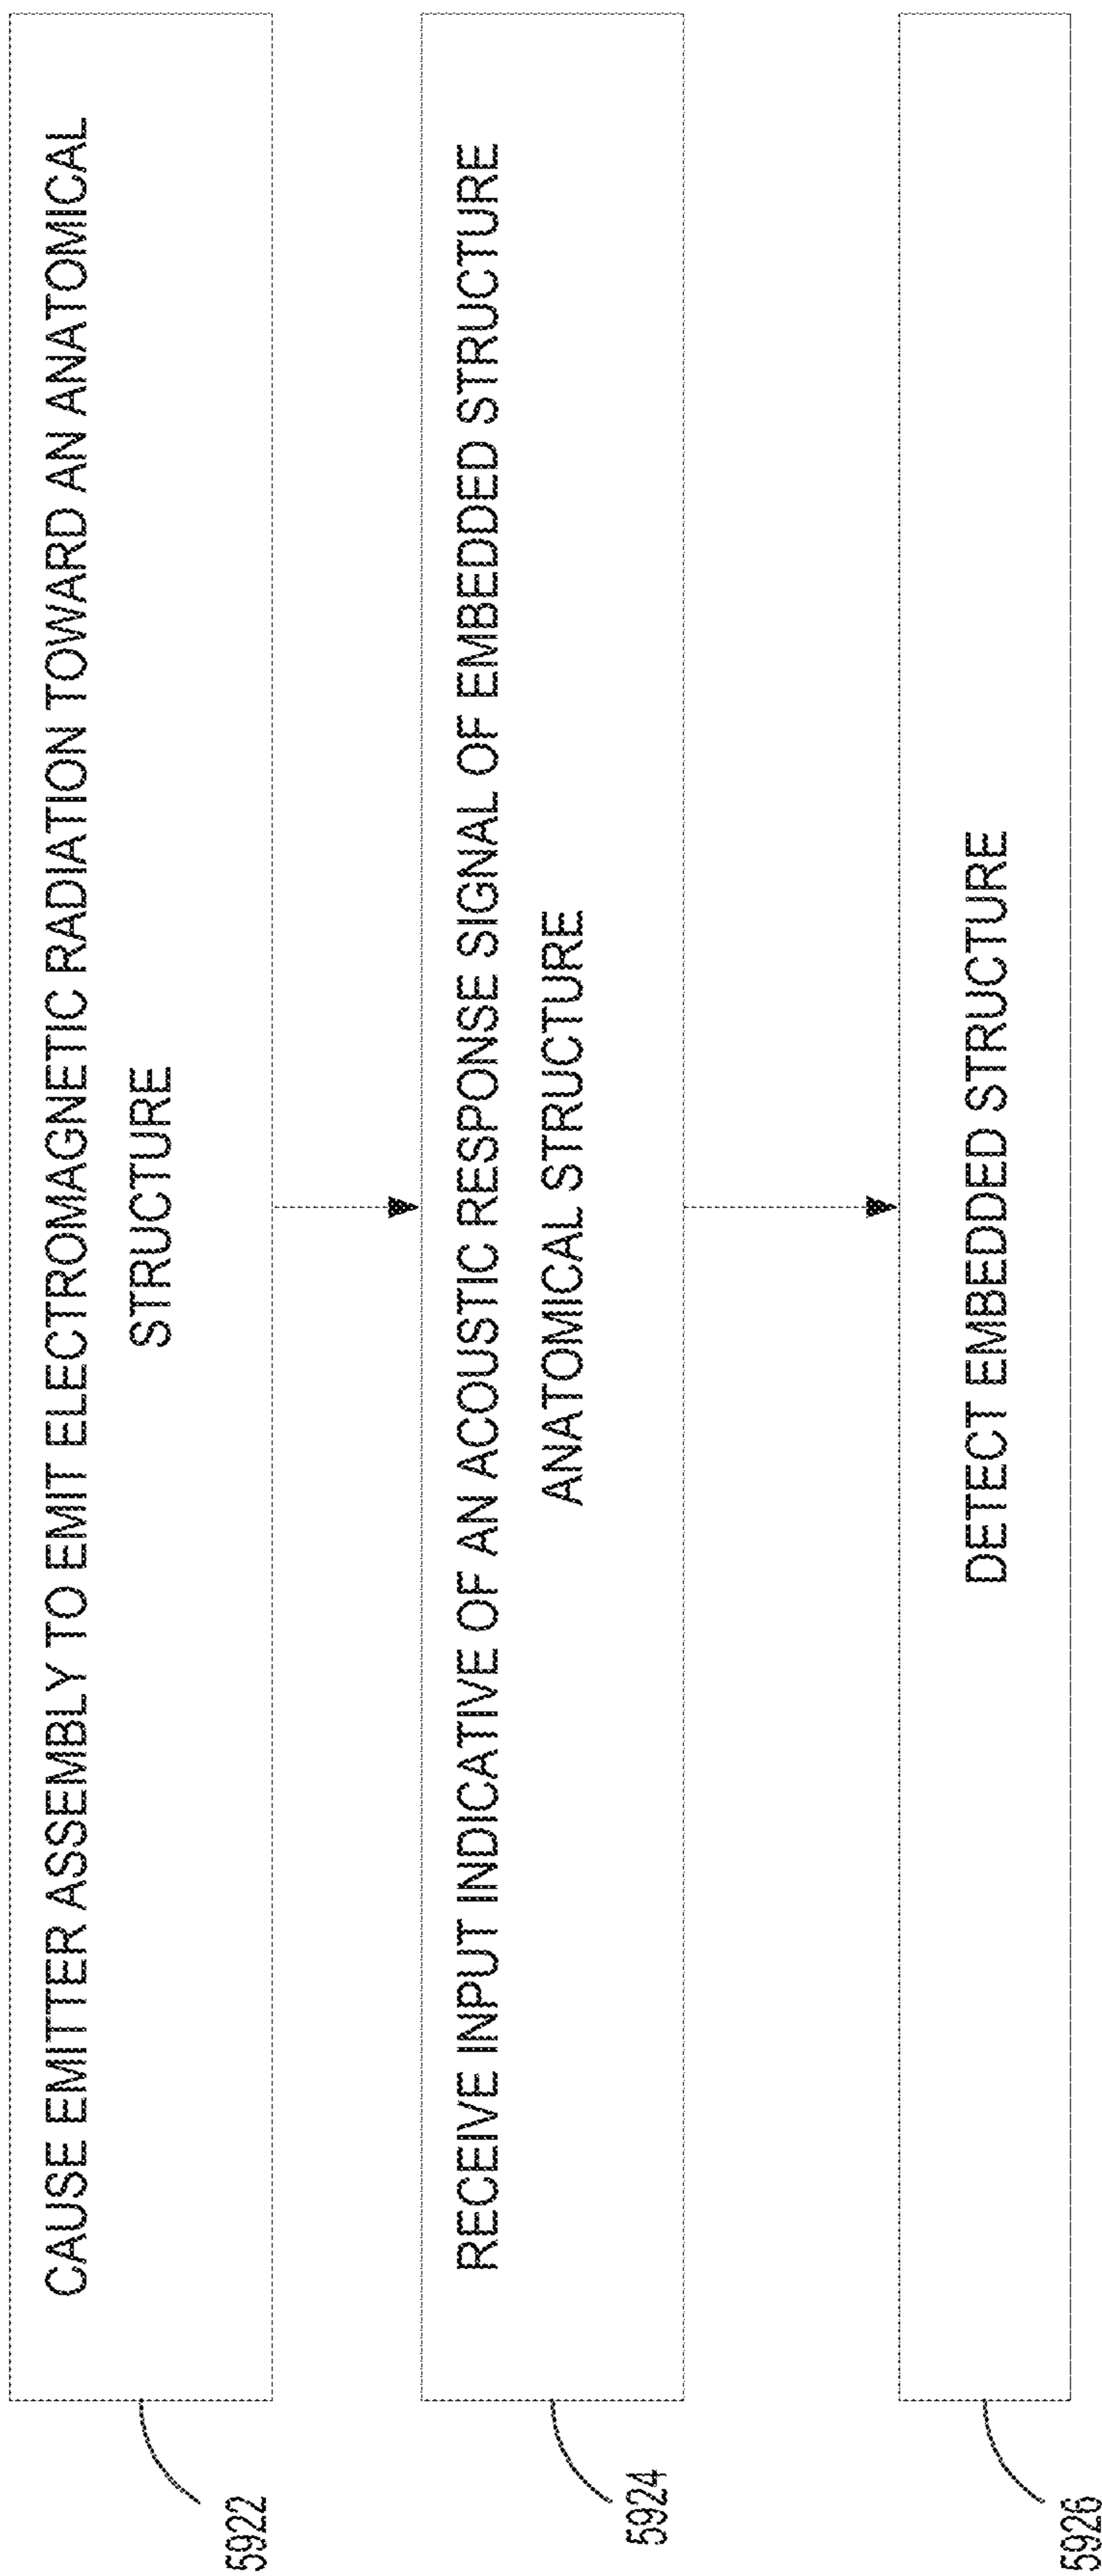 CAUSE EMITTER ASSEMBLY TO EMIT ELECTROMAGNETIC RADIATION TOWARD AN ANATOMICAL
STRUCTURE
5922
RECEIVE INPUT INDICATIVE OF AN ACOUSTIC RESPONSE SIGNAL OF EMBEDDED STRUCTURE
ANATOMICAL STRUCTURE
5924
DETECT EMBEDDED STRUCTURE
5926